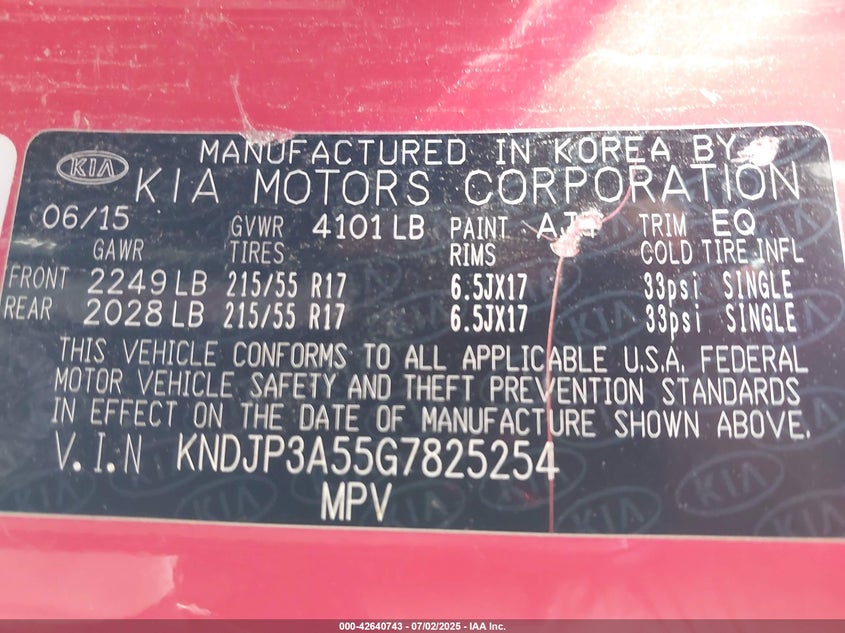 KIA
MANUFACTURED IN KOREA BY
KIA MOTORS CORPORATION
06/15 GVWR 4101 LB PAINT TRIM EQ
GAWR TIRES RIMS COLD TIRE INFL
FRONT 2249 LB 215/55 R17 6.5JX17 33psi SINGLE
REAR 2028 LB 215/55 R17 6.5JX17 33psi SINGLE
THIS VEHICLE CONFORMS TO ALL APPLICABLE U.S.A. FEDERAL
MOTOR VEHICLE SAFETY AND THEFT PREVENTION STANDARDS
IN EFFECT ON THE DATE OF MANUFACTURE SHOWN ABOVE.
V.I.N KNDJP3A55G7825254
MPV
000-42640743 - 07/02/2025 - IAA Inc.